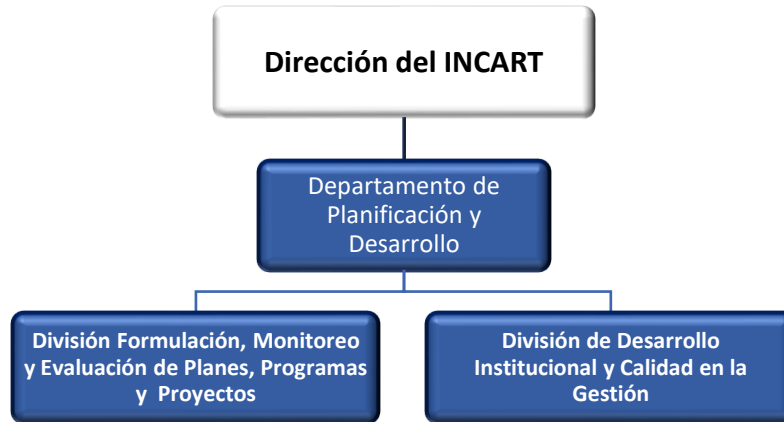 Dirección del INCART
Departamento de
Planificación y
Desarrollo
División Formulación, Monitoreo
y Evaluación de Planes, Programas
y Proyectos
División de Desarrollo
Institucional y Calidad en la
Gestión